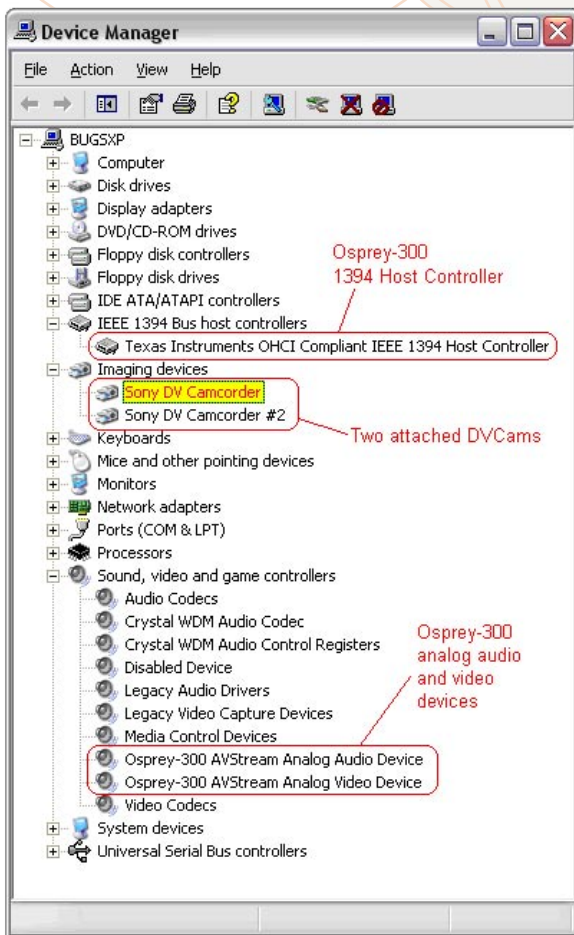 Device Manager
File Action View Help
BUGSXP
Computer
Disk drives
Display adapters
DVD/CD-ROM drives
Floppy disk controllers
Floppy disk drives
IDE ATA/ATAPI controllers
IEEE 1394 Bus host controllers
Texas Instruments OHCI Compliant IEEE 1394 Host Controller
Osprey-300
1394 Host Controller
Imaging devices
Sony DV Camcorder
Sony DV Camcorder #2
Two attached DVCams
Keyboards
Mice and other pointing devices
Monitors
Network adapters
Ports (COM & LPT)
Processors
Sound, video and game controllers
Audio Codecs
Crystal WDM Audio Codec
Crystal WDM Audio Control Registers
Disabled Device
Legacy Audio Drivers
Legacy Video Capture Devices
Media Control Devices
Osprey-300 AVStream Analog Audio Device
Osprey-300 AVStream Analog Video Device
Osprey-300
analog audio
and video
devices
Video Codecs
System devices
Universal Serial Bus controllers